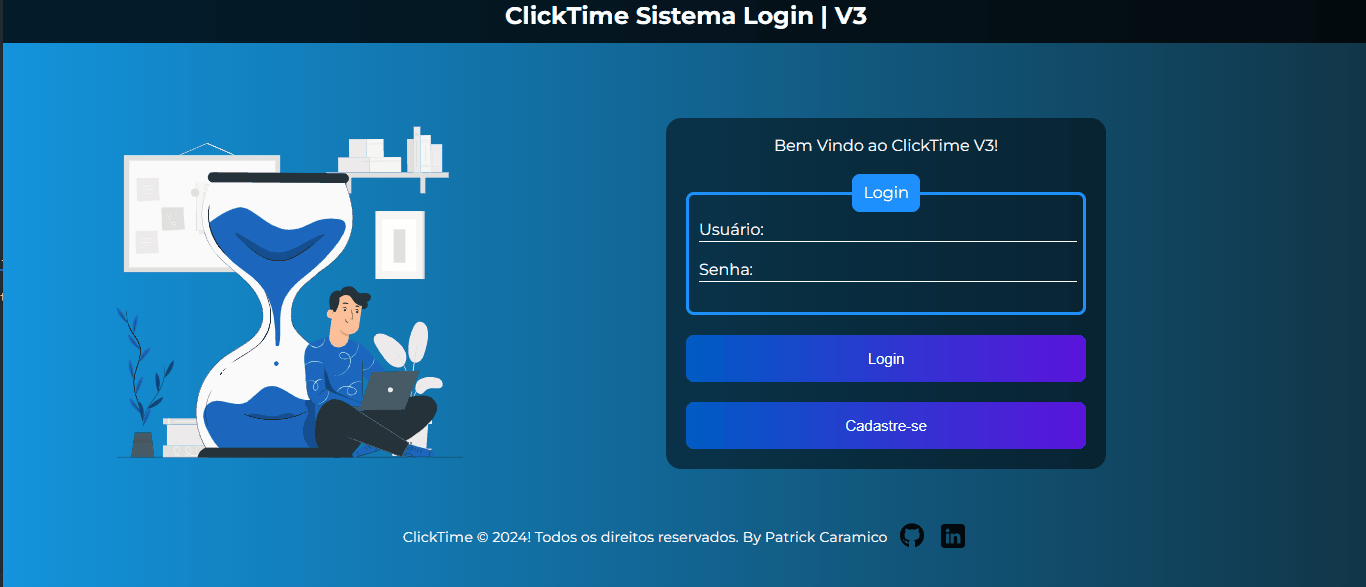 ClickTime Sistema Login | V3
Bem Vindo ao ClickTime V3!
Login
Usuário:
Senha:
Login
Cadastre-se
ClickTime © 2024! Todos os direitos reservados. By Patrick Caramico
in